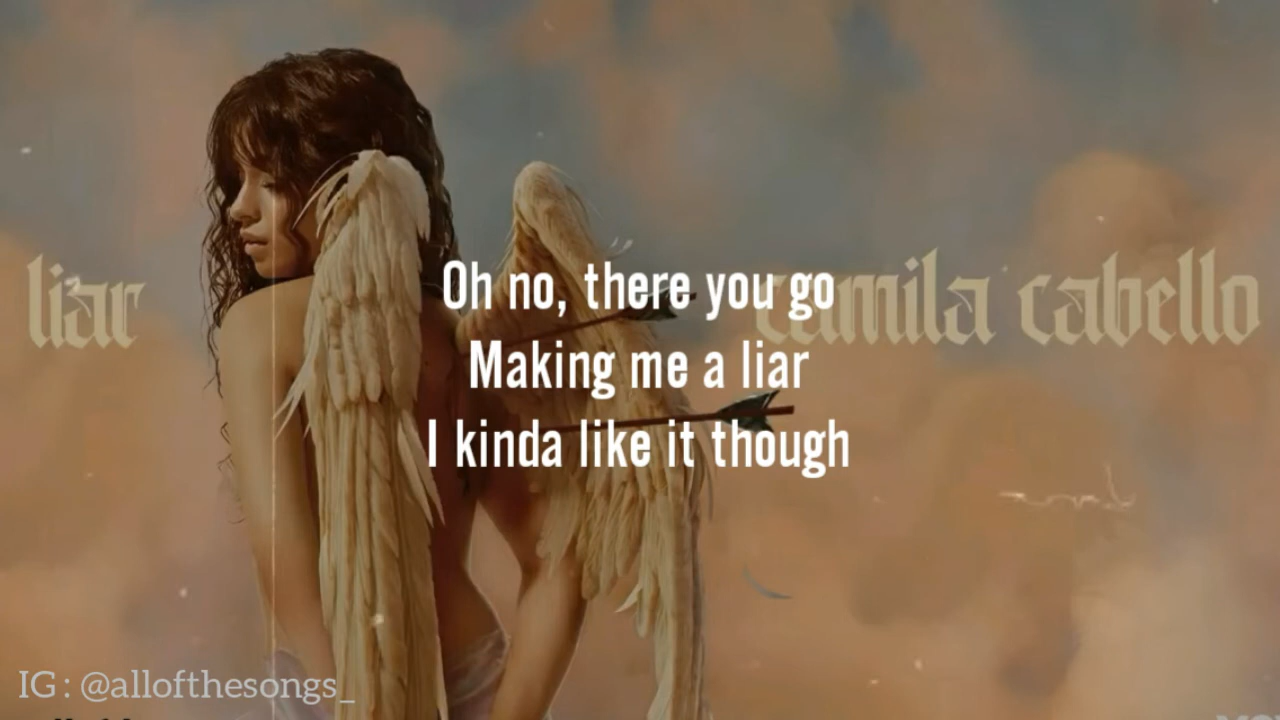 liar
camila cabello
Oh no, there you go
Making me a liar
I kinda like it though
IG : @allofthesongs_